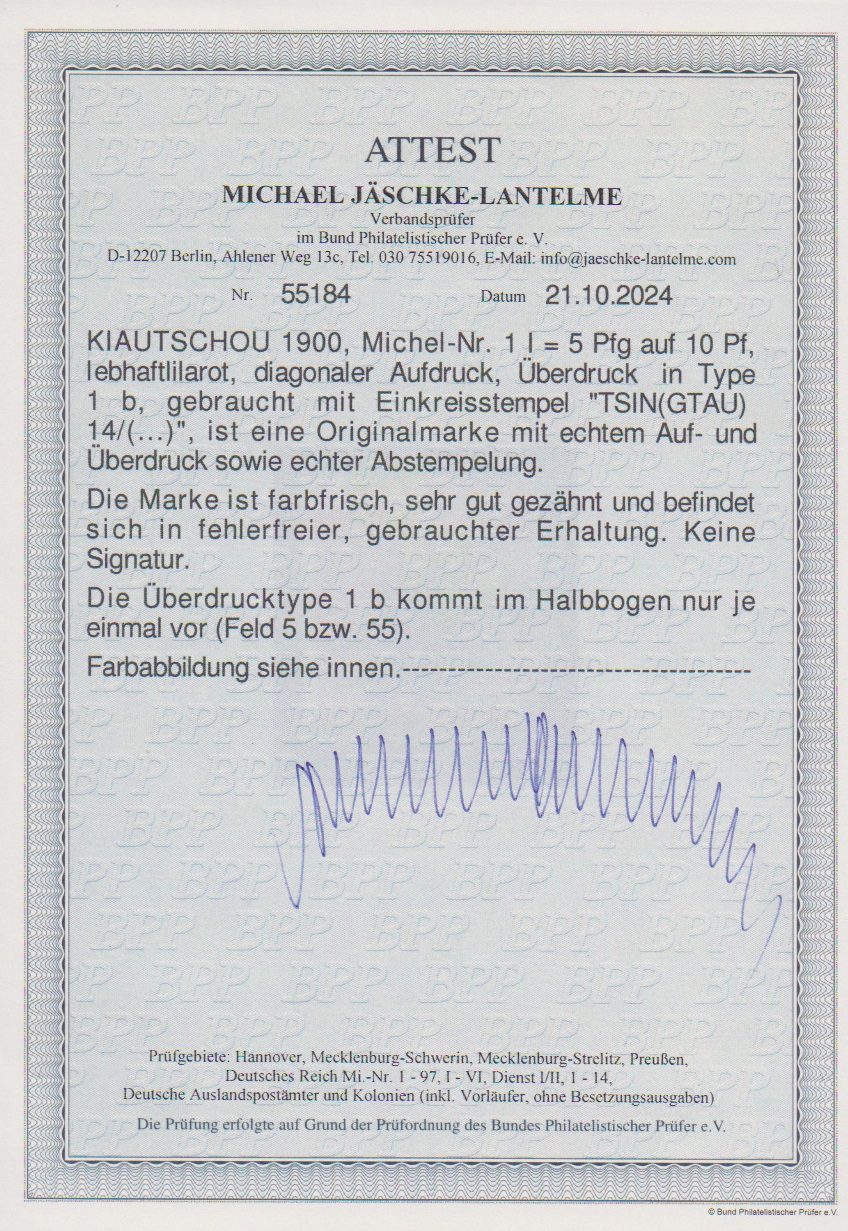 ATTEST
MICHAEL JÄSCHKE-LANTELME
Verbandsprüfer
im Bund Philatelistischer Prüfer e. V.
D-12207 Berlin, Ahlener Weg 13c, Tel. 030 75519016, E-Mail: info@jaeschke-lantelme.com
Nr. 55184 Datum 21.10.2024
KIAUTSCHOU 1900, Michel-Nr. 1 I = 5 Pfg auf 10 Pf,
lebhaftlilarot, diagonaler Aufdruck, Überdruck in Type
1 b, gebraucht mit Einkreisstempel "TSIN(GTAU)
14/(...)", ist eine Originalmarke mit echtem Auf- und
Überdruck sowie echter Abstempelung.
Die Marke ist farbfrisch, sehr gut gezähnt und befindet
sich in fehlerfreier, gebrauchter Erhaltung. Keine
Signatur.
Die Überdrucktype 1 b kommt im Halbbogen nur je
einmal vor (Feld 5 bzw. 55).
Farbabbildung siehe innen.--------------------------------------
Prüfgebiete: Hannover, Mecklenburg-Schwerin, Mecklenburg-Strelitz, Preußen,
Deutsches Reich Mi.-Nr. 1 - 97, I - VI, Dienst I/II, 1 - 14,
Deutsche Auslandspostämter und Kolonien (inkl. Vorläufer, ohne Besetzungsausgaben)
Die Prüfung erfolgte auf Grund der Prüfordnung des Bundes Philatelistischer Prüfer e.V.
© Bund Philatelistischer Prüfer e.V.